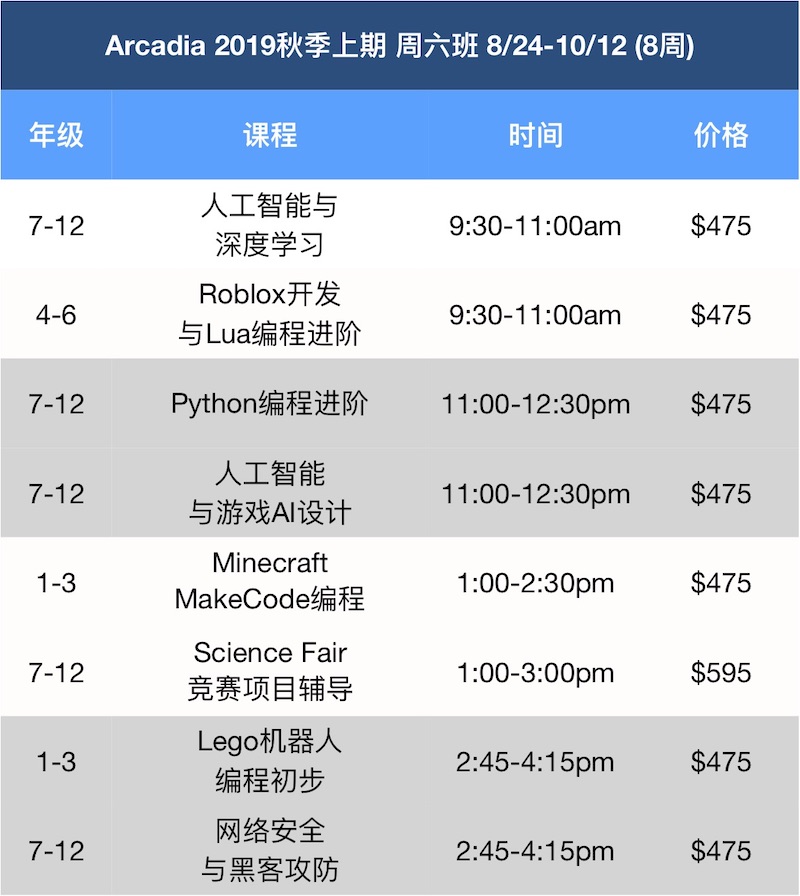 Arcadia 2019秋季上期 周六班 8/24-10/12 (8周)
年级 课程 时间 价格
7-12 人工智能与 9:30-11:00am $475
深度学习
4-6 Roblox开发 9:30-11:00am $475
与Lua编程进阶
7-12 Python编程进阶 11:00-12:30pm $475
7-12 人工智能 11:00-12:30pm $475
与游戏AI设计
1-3 Minecraft 1:00-2:30pm $475
MakeCode编程
7-12 Science Fair 1:00-3:00pm $595
竞赛项目辅导
1-3 Lego机器人 2:45-4:15pm $475
编程初步
7-12 网络安全 2:45-4:15pm $475
与黑客攻防